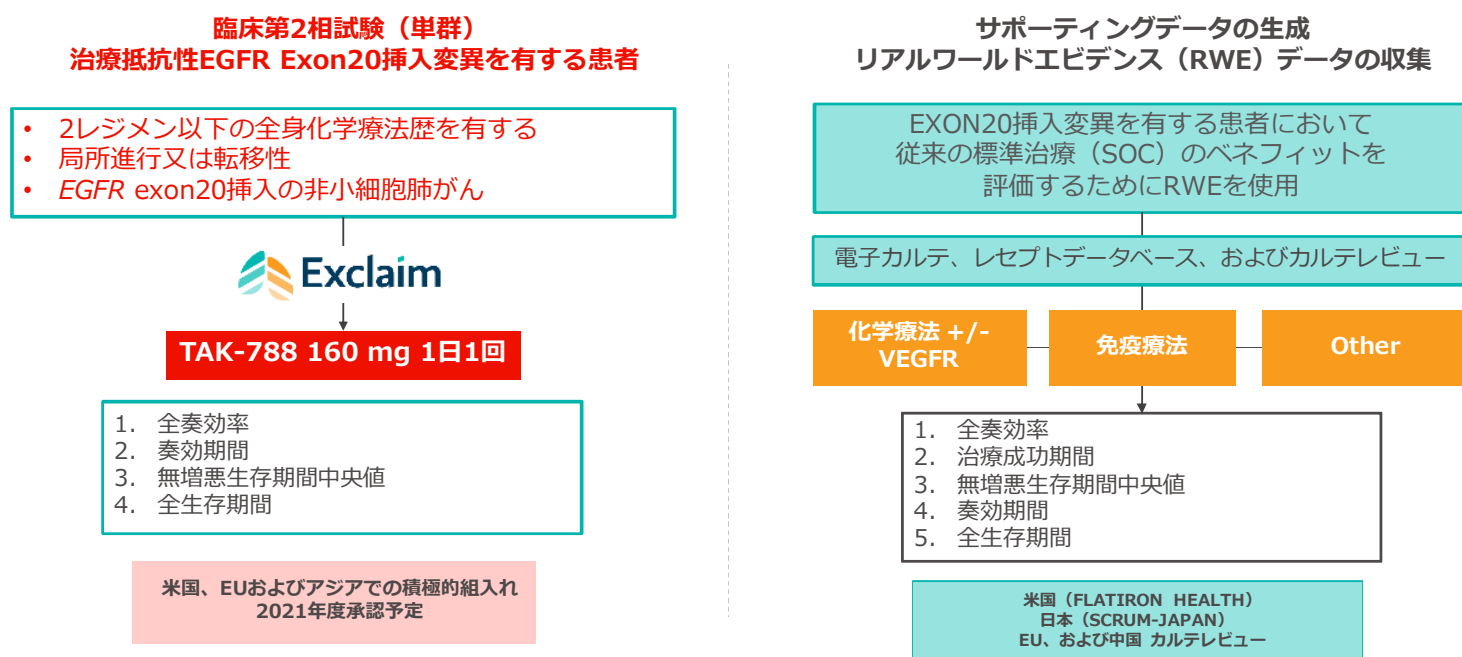 臨床第2相試験（単群）
治療抵抗性EGFR Exon20挿入変異を有する患者
• 2レジメン以下の全身化学療法歴を有する
• 局所進行又は転移性
• EGFR exon20挿入の非小細胞肺がん
Exclaim
TAK-788 160 mg 1日1回
1. 全奏効率
2. 奏効期間
3. 無増悪生存期間中央値
4. 全生存期間
米国、EUおよびアジアでの積極的組入れ
2021年度承認予定
サポーティングデータの生成
リアルワールドエビデンス（RWE）データの収集
EXON20挿入変異を有する患者において
従来の標準治療（SOC）のベネフィットを
評価するためにRWEを使用
電子カルテ、レセプトデータベース、およびカルテレビュー
化学療法 +/-
VEGFR
免疫療法
Other
1. 全奏効率
2. 治療成功期間
3. 無増悪生存期間中央値
4. 奏効期間
5. 全生存期間
米国（FLATIRON HEALTH）
日本（SCRUM-JAPAN）
EU、および中国 カルテレビュー